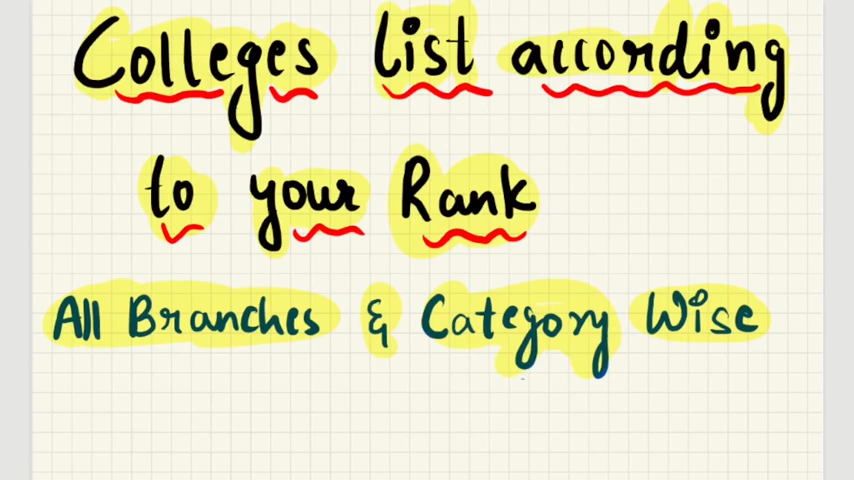 Colleges list according
to your Rank
All Branches & Category Wise